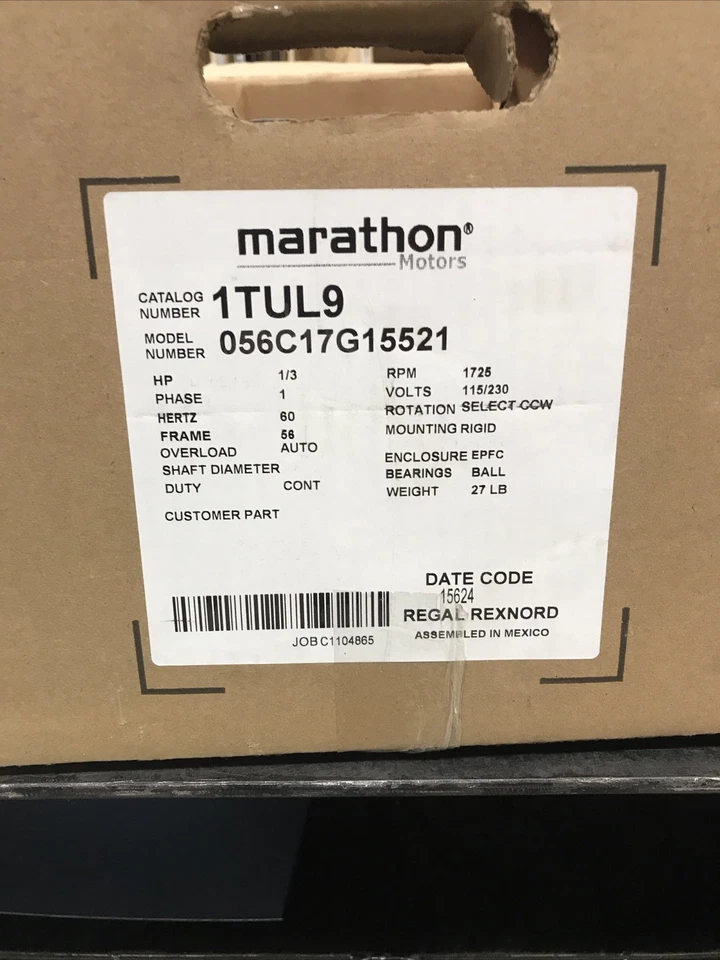 marathon®
Motors
CATALOG NUMBER 1TUL9
MODEL NUMBER 056C17G15521
HP 1/3
PHASE 1
HERTZ 60
FRAME 56
OVERLOAD AUTO
SHAFT DIAMETER
DUTY CONT
CUSTOMER PART
RPM 1725
VOLTS 115/230
ROTATION SELECT CCW
MOUNTING RIGID
ENCLOSURE EPFC
BEARINGS BALL
WEIGHT 27 LB
DATE CODE
15624
REGAL REXNORD
ASSEMBLED IN MEXICO
JOB C1104865